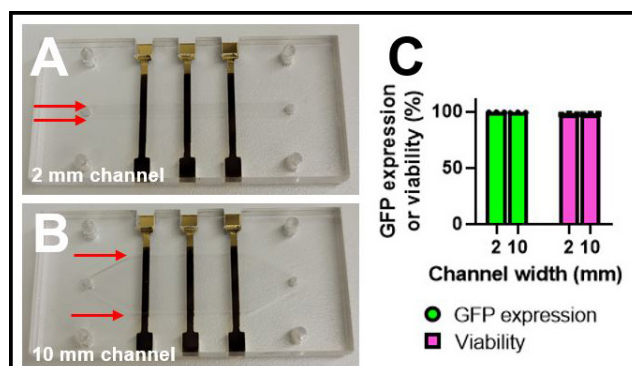 A
2 mm channel
B
10 mm channel
C
GFP expression
or viability (%)
100
50
0
2 10 2 10
Channel width (mm)
GFP expression
Viability